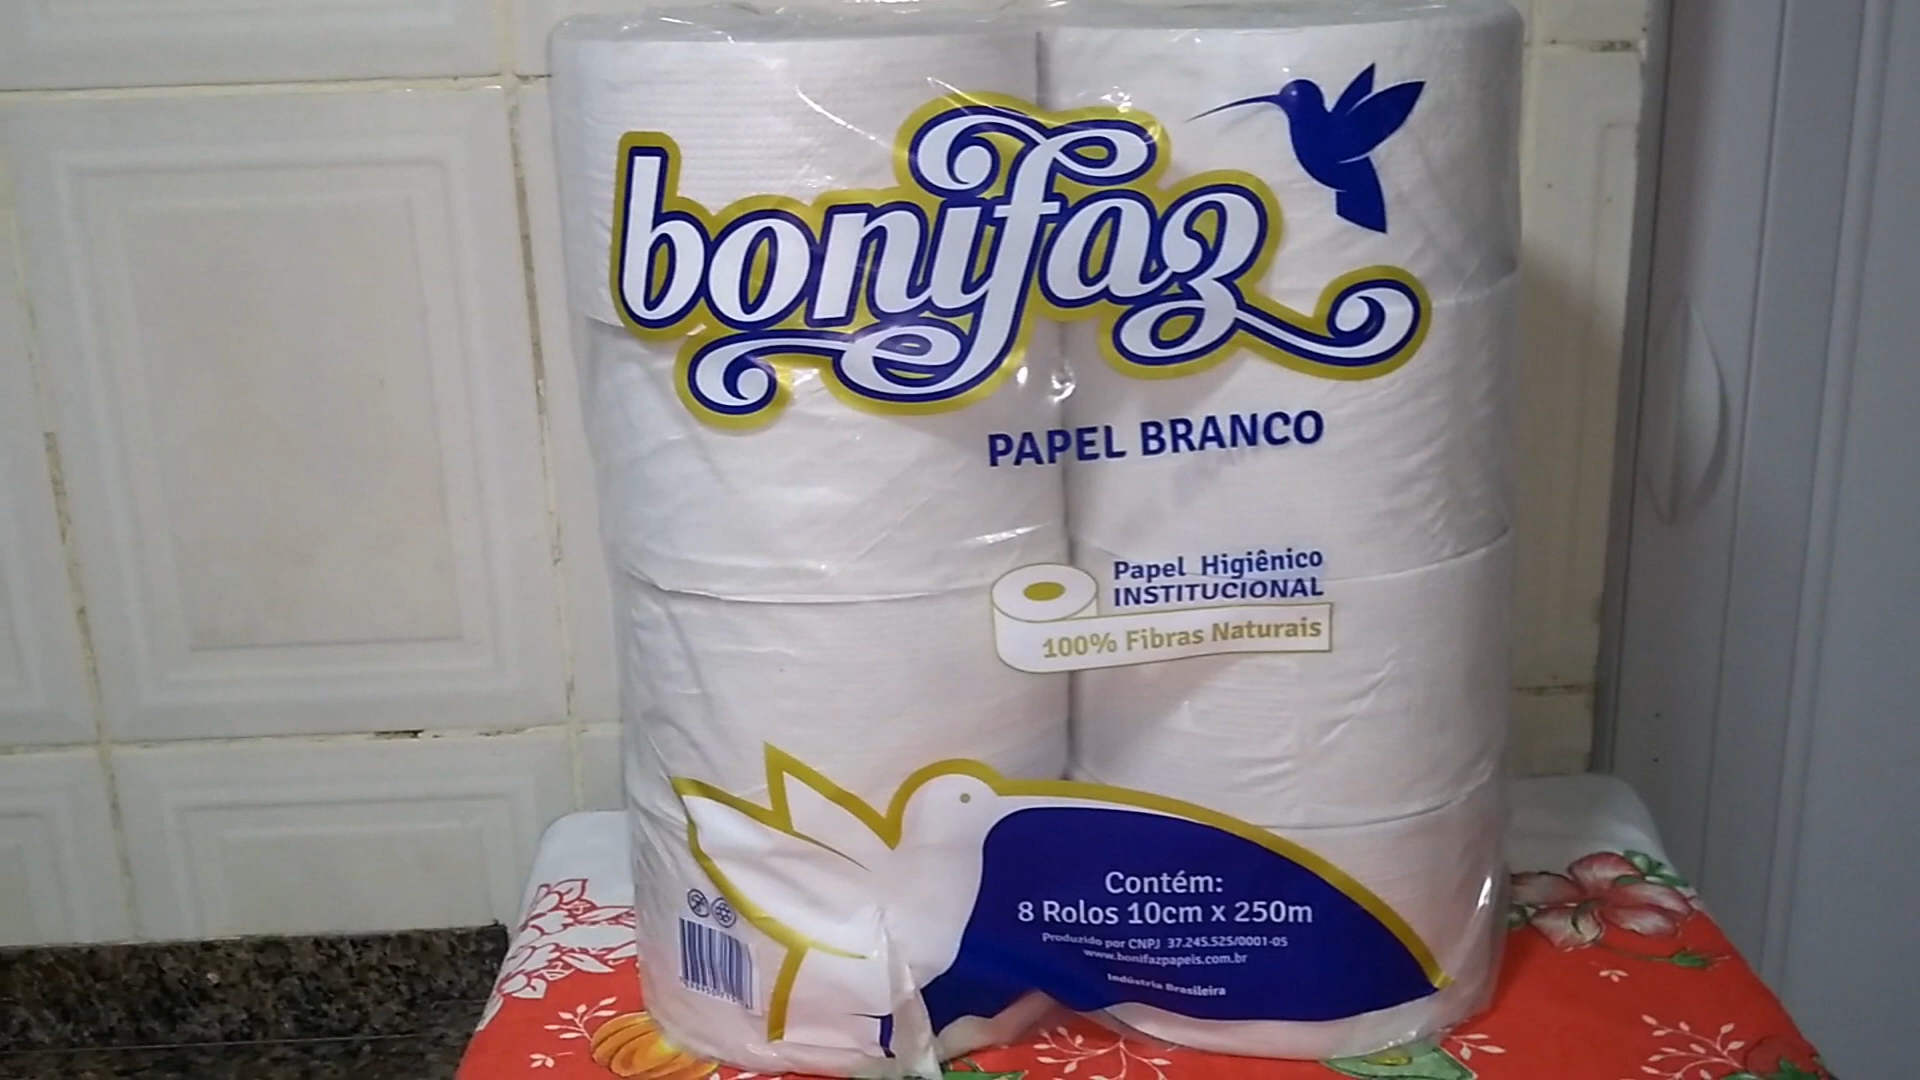 bonifaz
PAPEL BRANCO
Papel Higiênico
INSTITUCIONAL
100% Fibras Naturais
Contém:
8 Rolos 10cm x 250m
Produzido por CNPJ 37.245.525/0001-05
www.bonifazpapeis.com.br
Indústria Brasileira